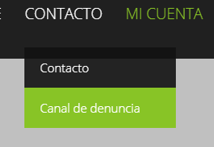 E CONTACTO MI CUENTA
Contacto
Canal de denuncia